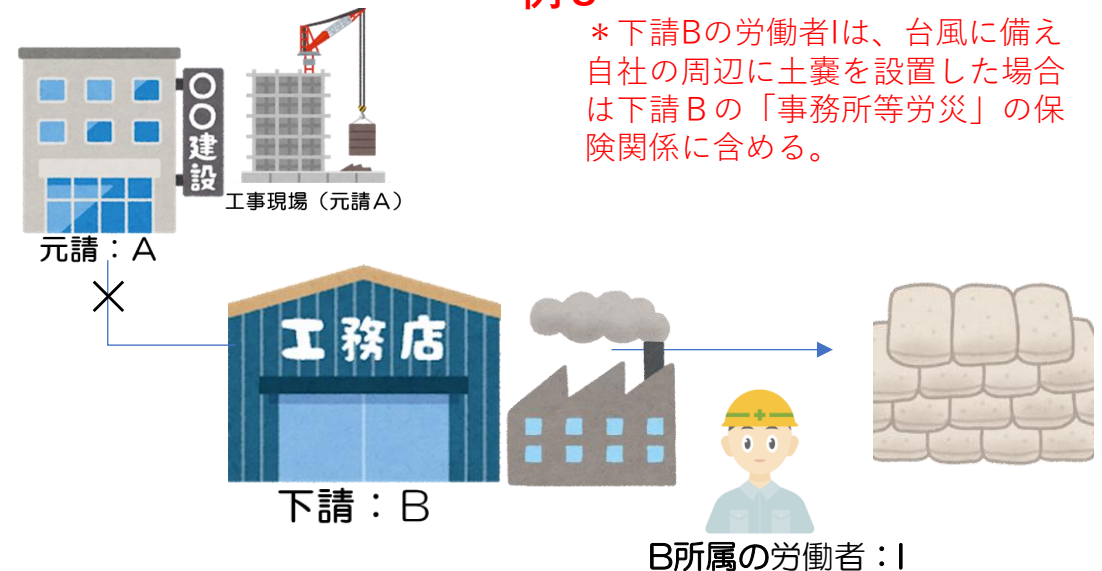 *下請Bの労働者Iは、台風に備え
自社の周辺に土嚢を設置した場合
は下請Bの「事務所等労災」の保
険関係に含める。
〇〇建設
工事現場(元請A)
元請:A
工務店
下請:B
B所属の労働者:I